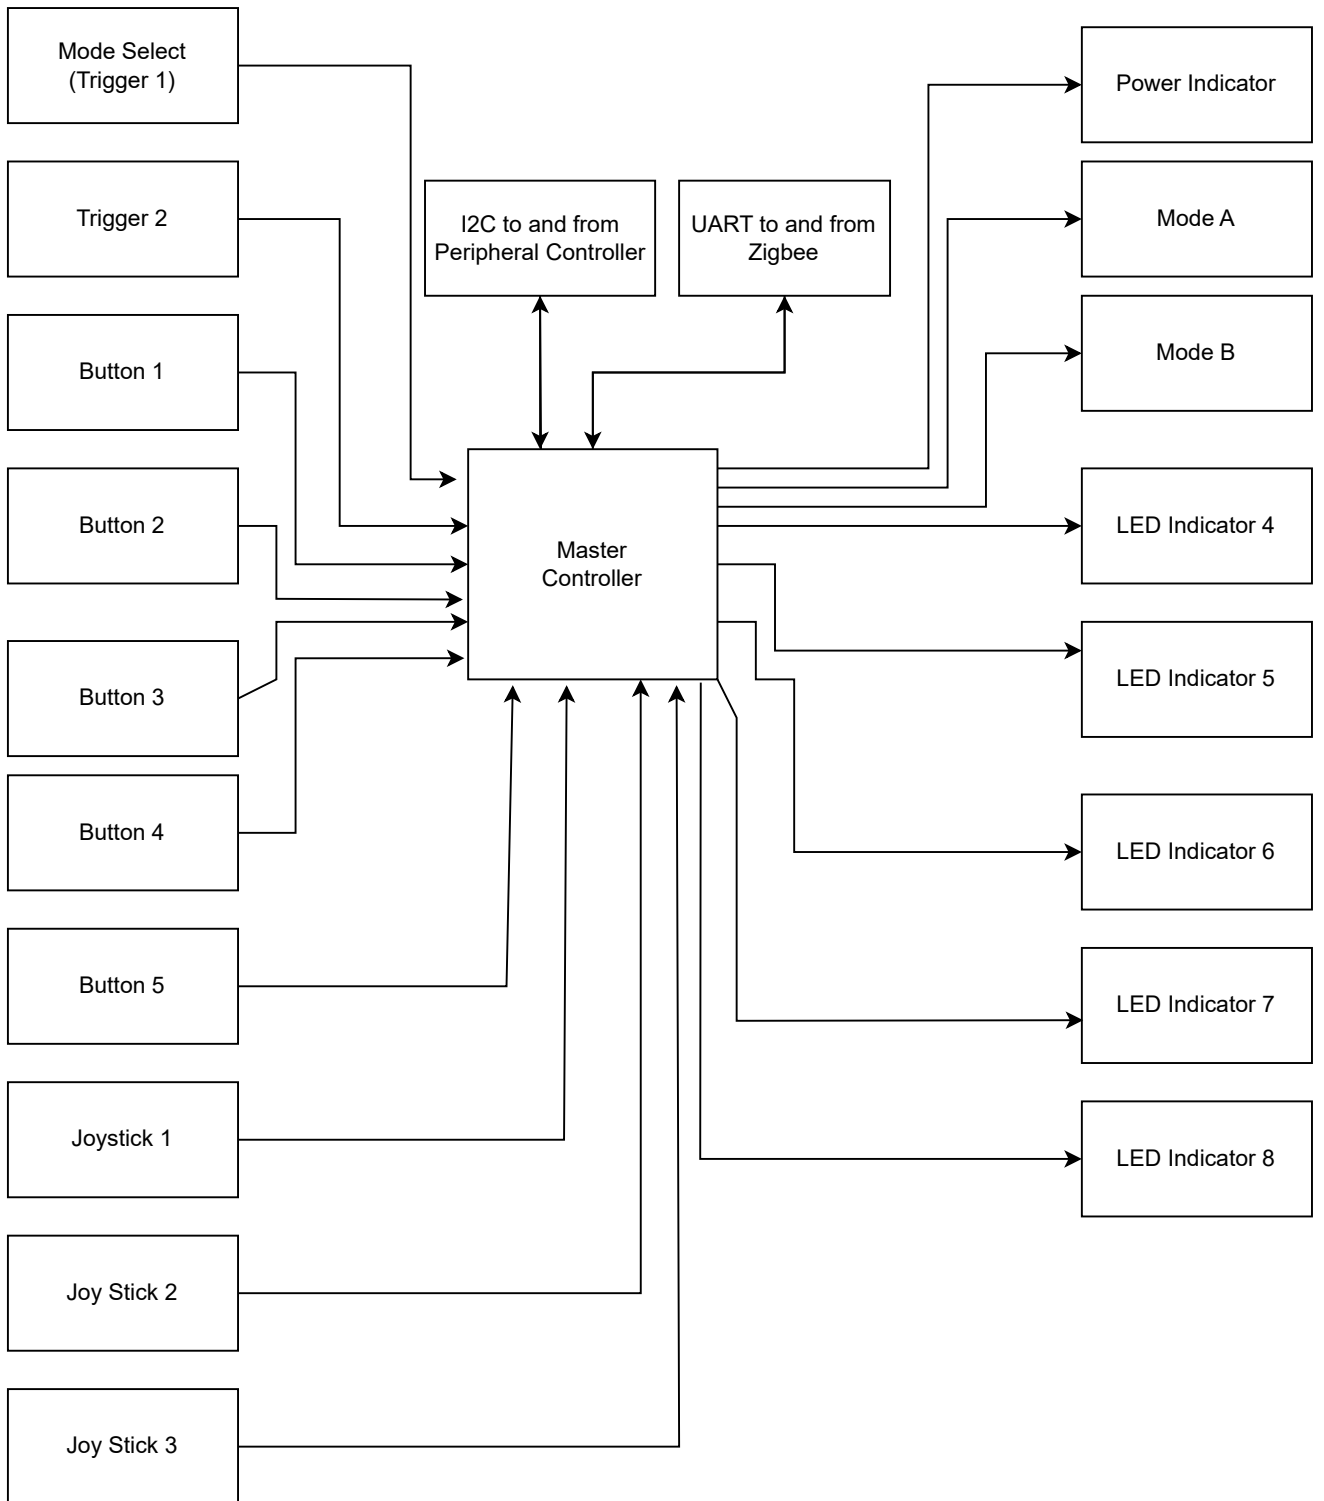 Mode Select
(Trigger 1)
Trigger 2
Button 1
Button 2
Button 3
Button 4
Button 5
Joystick 1
Joy Stick 2
Joy Stick 3
I2C to and from
Peripheral Controller
UART to and from
Zigbee
Master
Controller
Power Indicator
Mode A
Mode B
LED Indicator 4
LED Indicator 5
LED Indicator 6
LED Indicator 7
LED Indicator 8